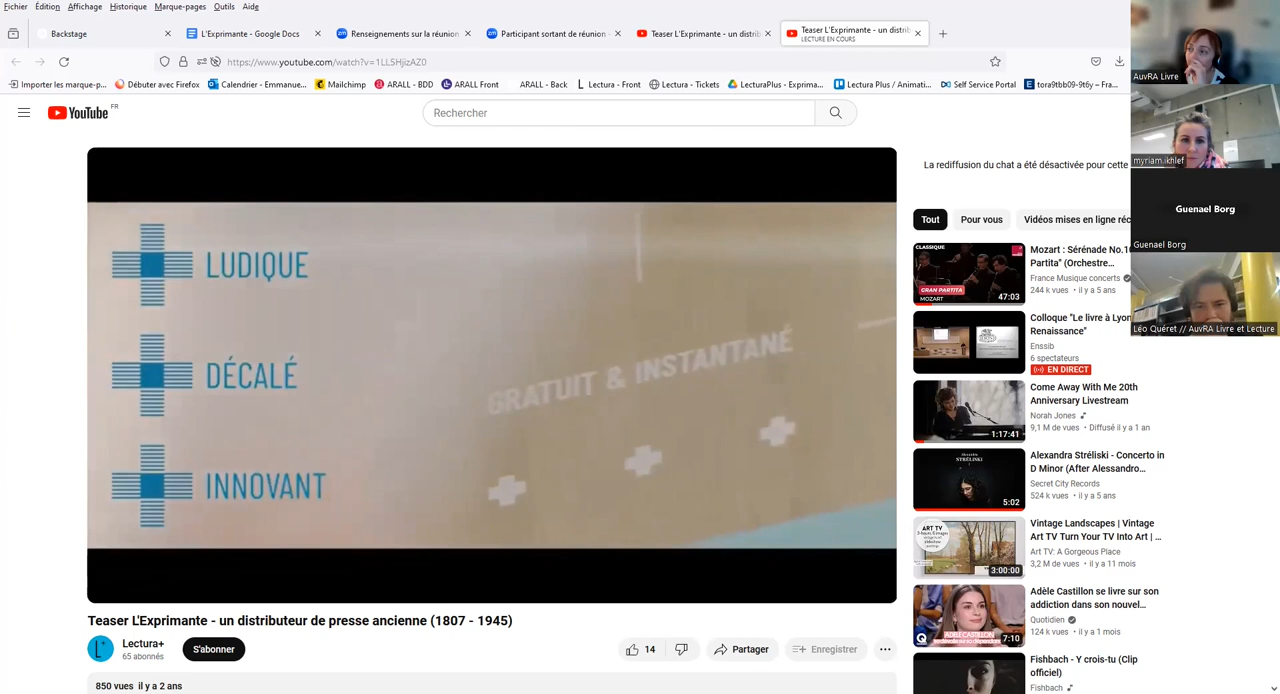 Fichier Édition Affichage Historique Marque-pages Outils Aide
Backstage
L'Exprimante - Google Docs
Renseignements sur la réunion
Participant sortant de réunion -
Teaser L'Exprimante - un distrib
Teaser L'Exprimante - un distrib
LECTURE EN COURS
https://www.youtube.com/watch?v=1LL5HjizAZ0
Importer les marque-p...
Débuter avec Firefox
Calendrier - Emmanue...
Mailchimp
ARALL - BDD
ARALL Front
ARALL - Back
Lectura - Front
Lectura - Tickets
LecturaPlus - Exprima...
Lectura Plus / Animati...
Self Service Portal
tora9tbb09-9t6y – Fra...
YouTube FR
Rechercher
La rediffusion du chat a été désactivée pour cette
LUDIQUE
DÉCALÉ
INNOVANT
GRATUIT & INSTANTANÉ
Teaser L'Exprimante - un distributeur de presse ancienne (1807 - 1945)
Lectura+
65 abonnés
S'abonner
14
Partager
Enregistrer
850 vues il y a 2 ans
Tout
Pour vous
Vidéos mises en ligne réc
CLASSIQUE
GRAN PARTITA
MOZART
47:03
Mozart : Sérénade No.10
Partita" (Orchestre...
France Musique concerts
244 k vues • il y a 5 ans
Colloque "Le livre à Lyon
Renaissance"
Enssib
6 spectateurs
EN DIRECT
1:17:41
Come Away With Me 20th
Anniversary Livestream
Norah Jones
9,1 M de vues • Diffusé il y a 1 an
ALEXANDRA
STRÉLISKI
5:02
Alexandra Stréliski - Concerto in
D Minor (After Alessandro...
Secret City Records
524 k vues • il y a 5 ans
ART TV
3:00:00
Vintage Landscapes | Vintage
Art TV Turn Your TV Into Art | ...
Art TV: A Gorgeous Place
3,2 M de vues • il y a 11 mois
ADÈLE CASTILLON
7:10
Adèle Castillon se livre sur son
addiction dans son nouvel...
Quotidien
124 k vues • il y a 1 mois
Fishbach - Y crois-tu (Clip
officiel)
Fishbach
AuvRA Livre
myriam.ikhlef
Guenael Borg
Guenael Borg
Léo Quéret // AuvRA Livre et Lecture